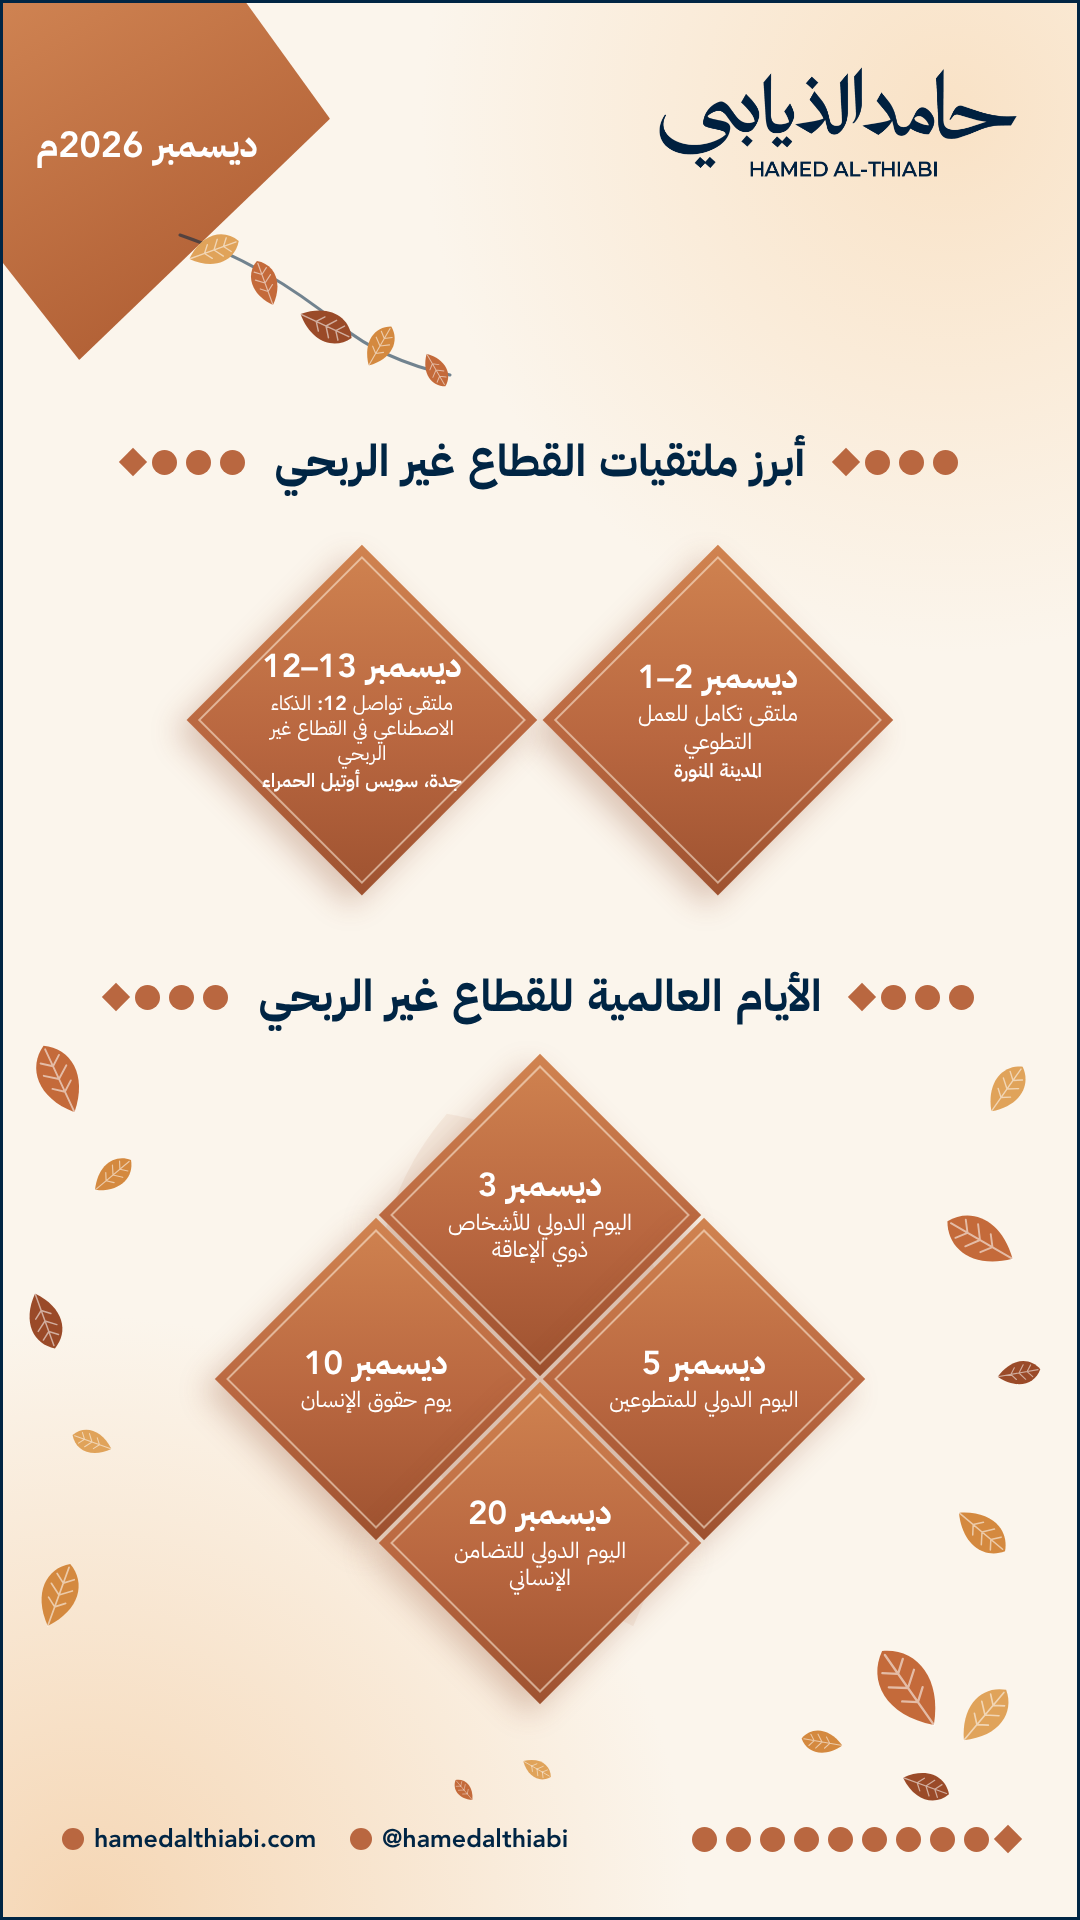 حامد الذيابي
HAMED AL-THIABI
ديسمبر 2026م
أبرز ملتقيات القطاع غير الربحي
ديسمبر 2–1
ملتقى تكامل للعمل
التطوعي
المدينة المنورة
ديسمبر 13–12
ملتقى تواصل 12: الذكاء
الاصطناعي في القطاع غير
الربحي
جدة، سويس أوتيل الحمراء
الأيام العالمية للقطاع غير الربحي
ديسمبر 3
اليوم الدولي للأشخاص
ذوي الإعاقة
ديسمبر 5
اليوم الدولي للمتطوعين
ديسمبر 10
يوم حقوق الإنسان
ديسمبر 20
اليوم الدولي للتضامن
الإنساني
hamedalthiabi.com
@hamedalthiabi